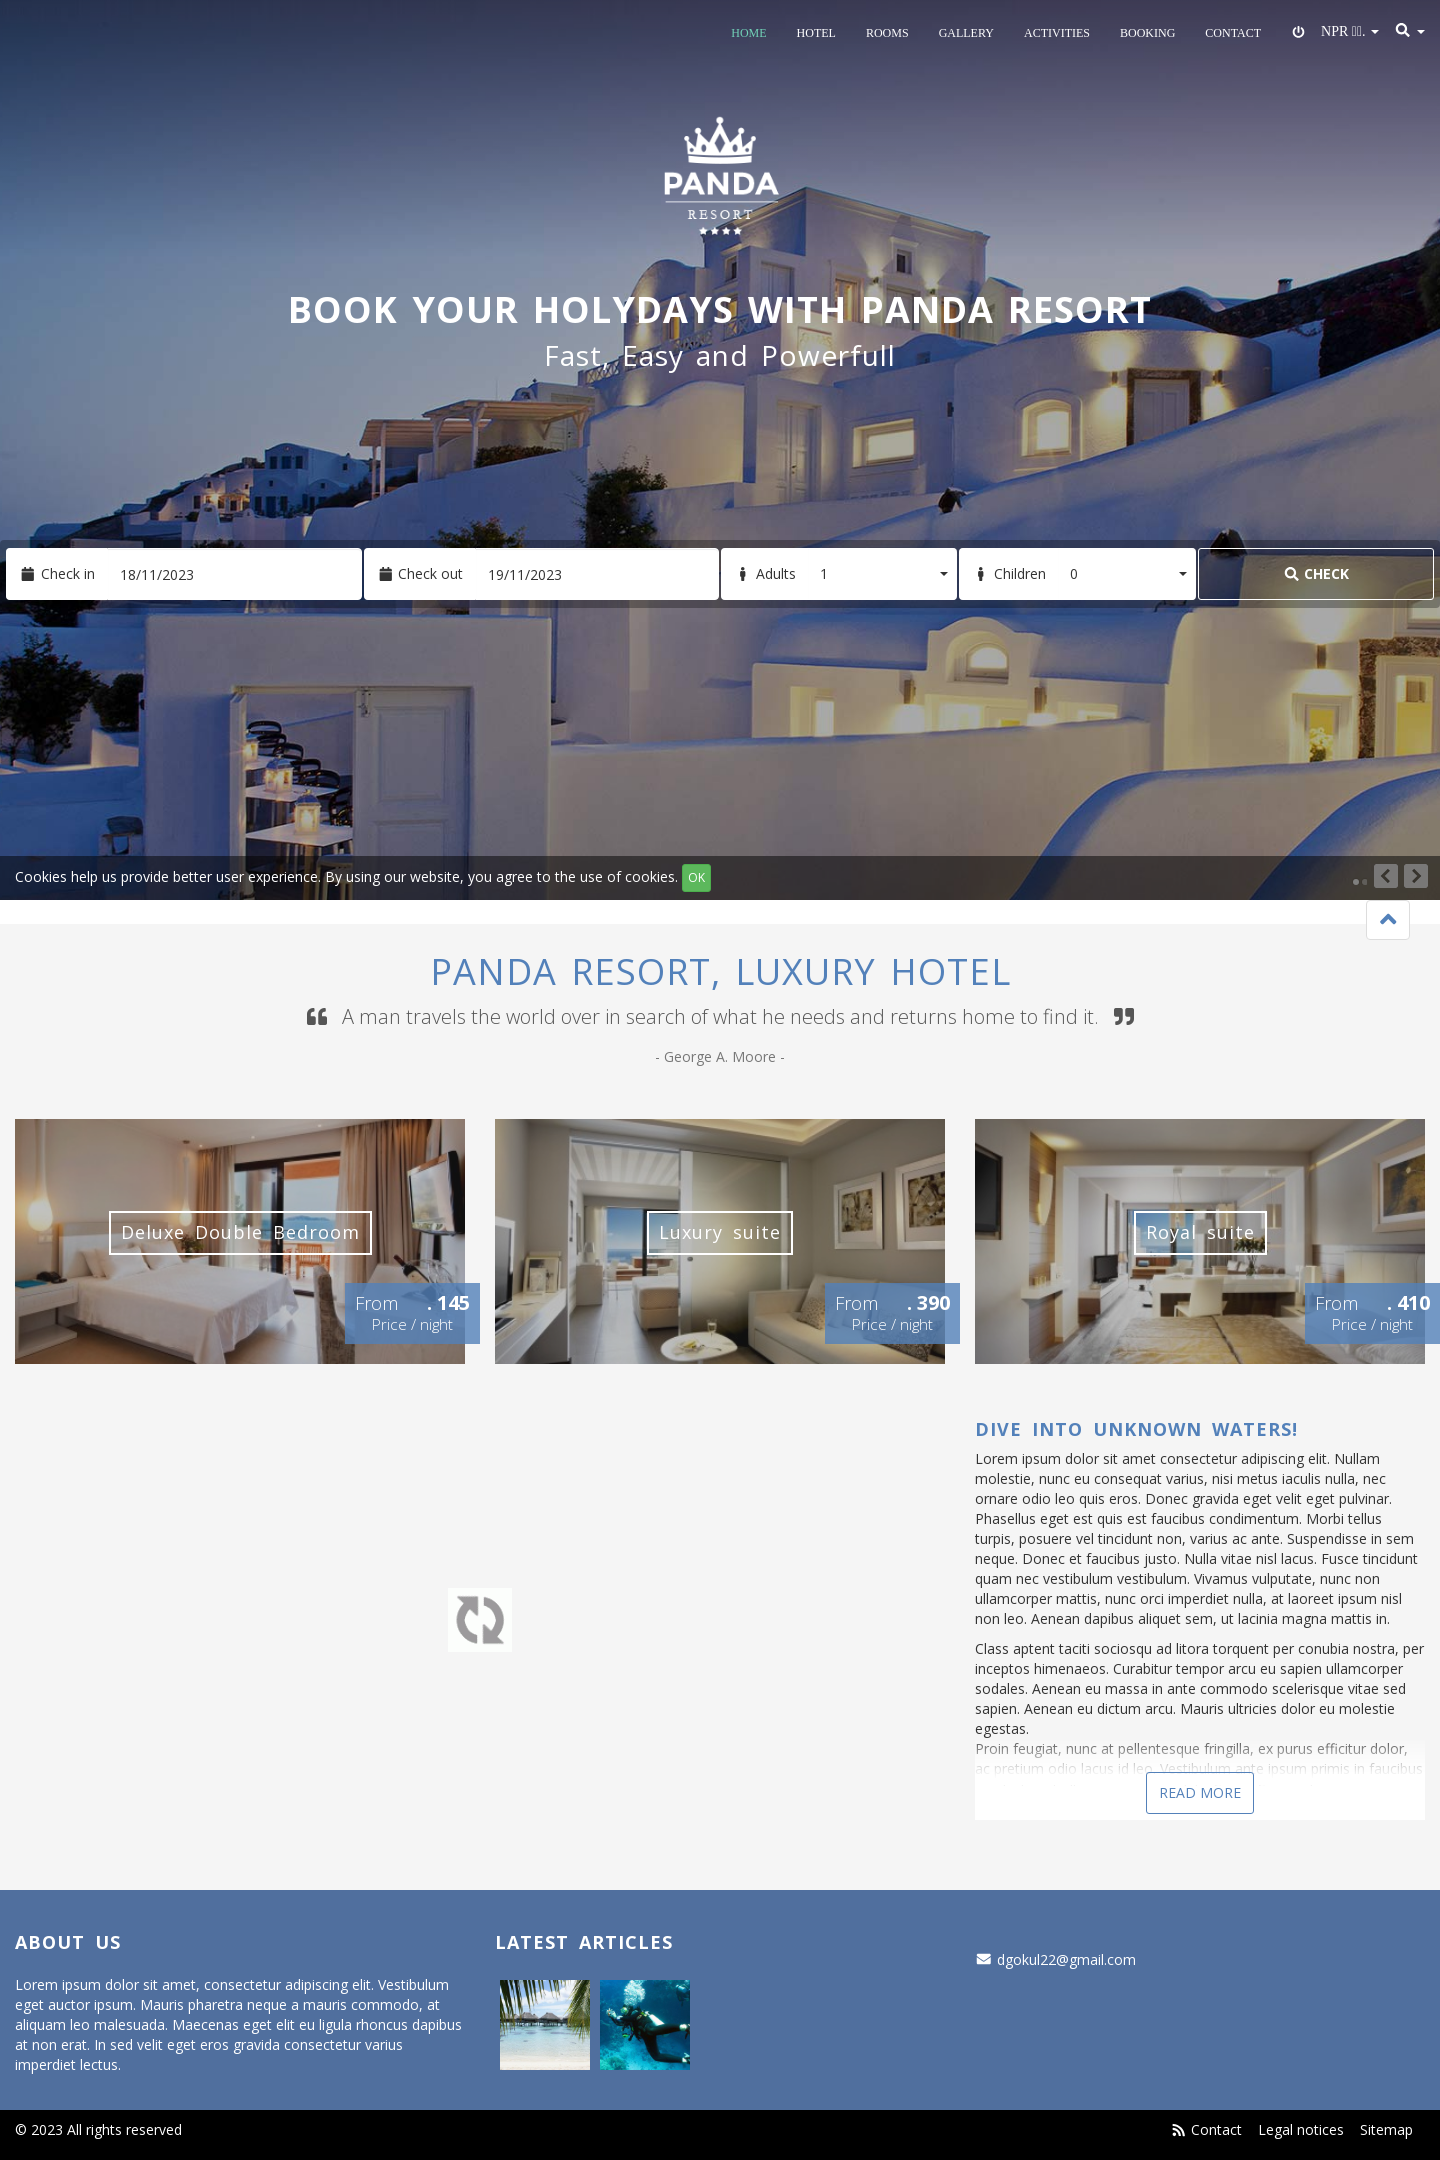 HOME HOTEL ROOMS GALLERY ACTIVITIES BOOKING CONTACT NPR .
PANDA
RESORT
BOOK YOUR HOLYDAYS WITH PANDA RESORT
Fast, Easy and Powerfull
Check in 18/11/2023 Check out 19/11/2023 Adults 1 Children 0 CHECK
Cookies help us provide better user experience. By using our website, you agree to the use of cookies. OK
PANDA RESORT, LUXURY HOTEL
A man travels the world over in search of what he needs and returns home to find it.
- George A. Moore -
Deluxe Double Bedroom
From . 145
Price / night
Luxury suite
From . 390
Price / night
Royal suite
From . 410
Price / night
DIVE INTO UNKNOWN WATERS!
Lorem ipsum dolor sit amet consectetur adipiscing elit. Nullam
molestie, nunc eu consequat varius, nisi metus iaculis nulla, nec
ornare odio leo quis eros. Donec gravida eget velit eget pulvinar.
Phasellus eget est quis est faucibus condimentum. Morbi tellus
turpis, posuere vel tincidunt non, varius ac ante. Suspendisse in sem
neque. Donec et faucibus justo. Nulla vitae nisl lacus. Fusce tincidunt
quam nec vestibulum vestibulum. Vivamus vulputate, nunc non
ullamcorper mattis, nunc orci imperdiet nulla, at laoreet ipsum nisl
non leo. Aenean dapibus aliquet sem, ut lacinia magna mattis in.
Class aptent taciti sociosqu ad litora torquent per conubia nostra, per
inceptos himenaeos. Curabitur tempor arcu eu sapien ullamcorper
sodales. Aenean eu massa in ante commodo scelerisque vitae sed
sapien. Aenean eu dictum arcu. Mauris ultricies dolor eu molestie
egestas.
Proin feugiat, nunc at pellentesque fringilla, ex purus efficitur dolor,
ac pretium odio lacus id leo. Vestibulum ante ipsum primis in faucibus
READ MORE
ABOUT US
Lorem ipsum dolor sit amet, consectetur adipiscing elit. Vestibulum
eget auctor ipsum. Mauris pharetra neque a mauris commodo, at
aliquam leo malesuada. Maecenas eget elit eu ligula rhoncus dapibus
at non erat. In sed velit eget eros gravida consectetur varius
imperdiet lectus.
LATEST ARTICLES
dgokul22@gmail.com
© 2023 All rights reserved
Contact Legal notices Sitemap